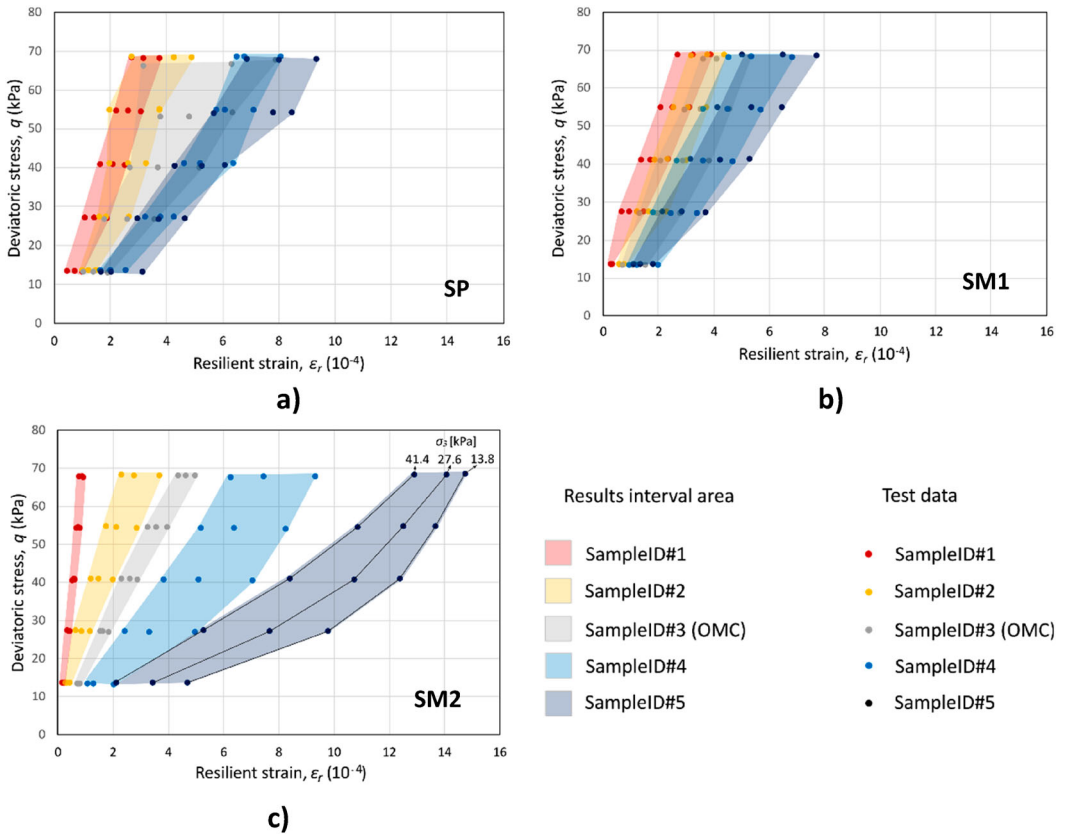 80
70
60
50
40
30
20
10
0
Deviatoric stress, q (kPa)
SP
0 2 4 6 8 10 12 14 16
Resilient strain, εr (10⁻⁴)
a)
80
70
60
50
40
30
20
10
0
Deviatoric stress, q (kPa)
SM1
0 2 4 6 8 10 12 14 16
Resilient strain, εr (10⁻⁴)
b)
80
70
60
50
40
30
20
10
0
Deviatoric stress, q (kPa)
σ3 [kPa]
41.4 27.6 13.8
SM2
0 2 4 6 8 10 12 14 16
Resilient strain, εr (10⁻⁴)
c)
Results interval area
SampleID#1
SampleID#2
SampleID#3 (OMC)
SampleID#4
SampleID#5
Test data
SampleID#1
SampleID#2
SampleID#3 (OMC)
SampleID#4
SampleID#5